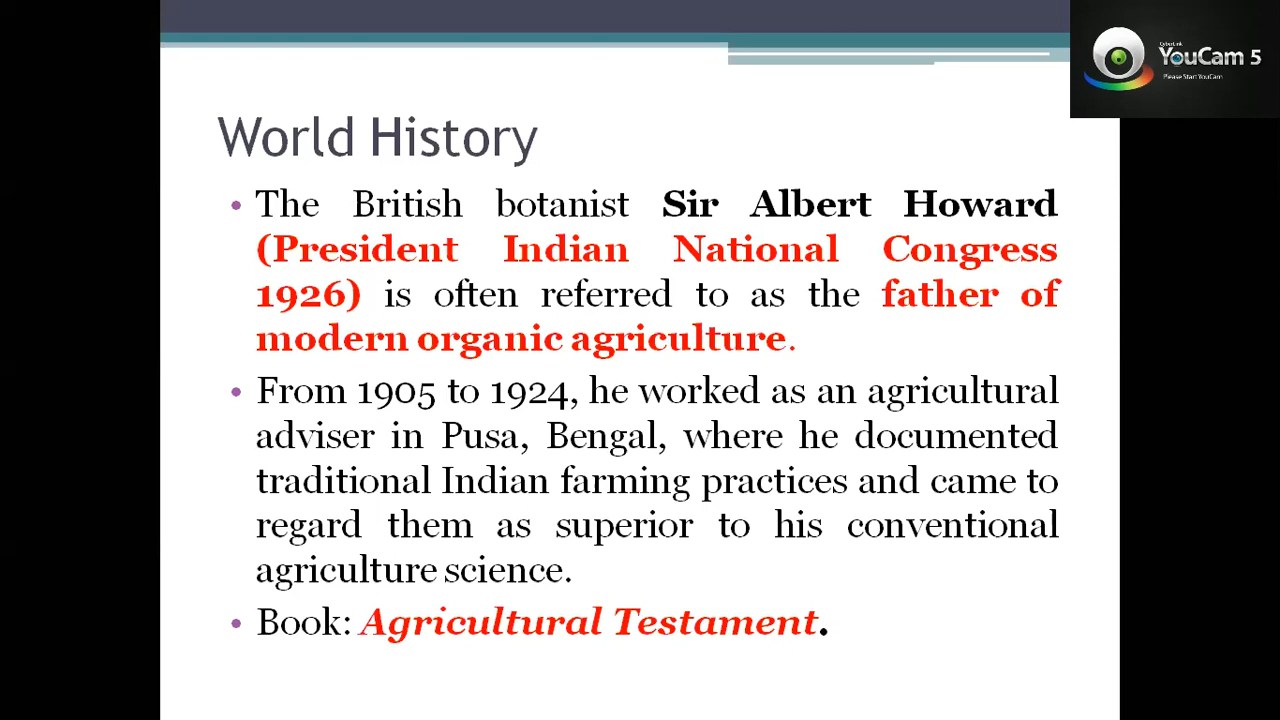 CyberLink
YouCam 5
Please Start YouCam
World History
• The British botanist Sir Albert Howard
(President Indian National Congress
1926) is often referred to as the father of
modern organic agriculture.
• From 1905 to 1924, he worked as an agricultural
adviser in Pusa, Bengal, where he documented
traditional Indian farming practices and came to
regard them as superior to his conventional
agriculture science.
• Book: Agricultural Testament.